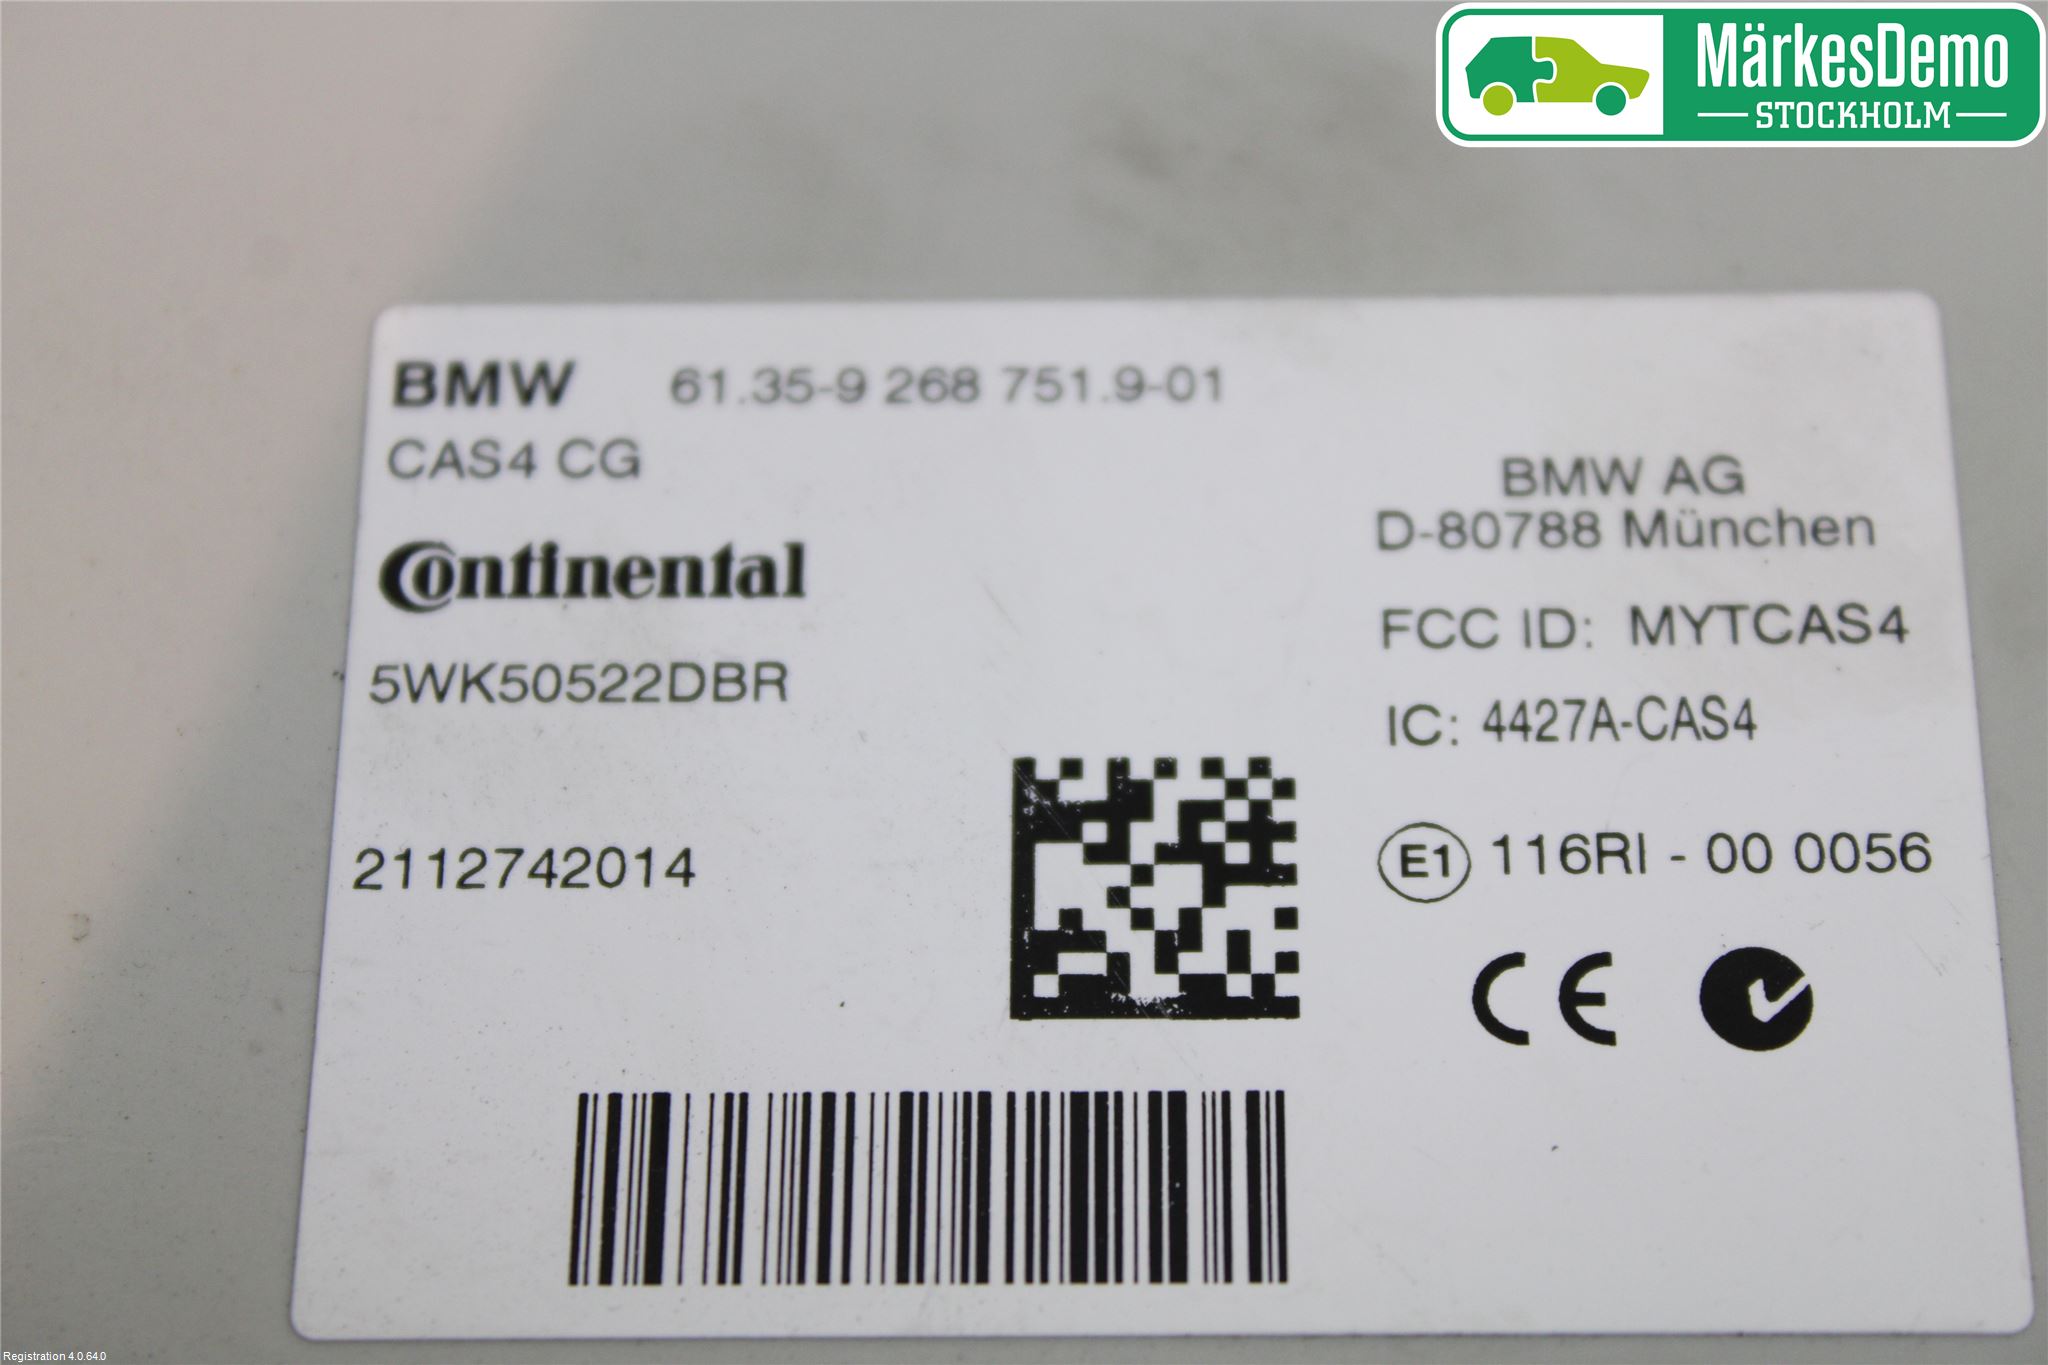 MärkesDemo
STOCKHOLM
BMW 61.35-9 268 751.9-01
CAS4 CG
Continental
5WK50522DBR
2112742014
BMW AG
D-80788 München
FCC ID: MYTCAS4
IC: 4427A-CAS4
E1 116RI - 00 0056
CE
Registration 4.0.64.0